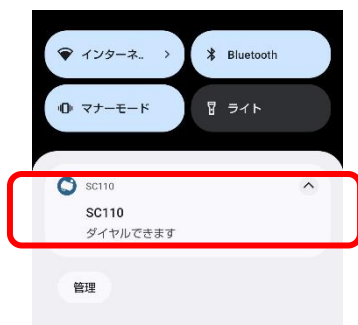 インターネ..
Bluetooth
マナーモード
ライト
SC110
SC110
ダイヤルできます
管理